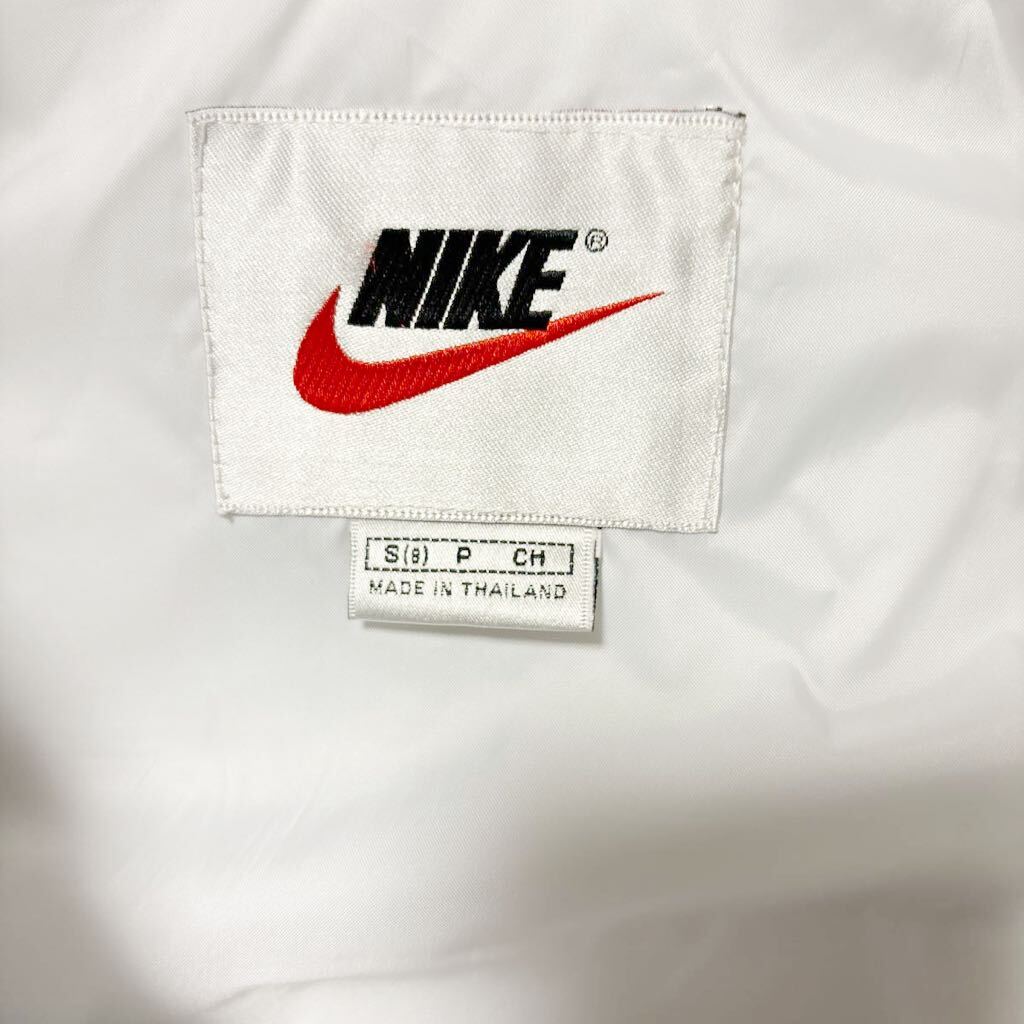 NIKE®
S(8) P CH
MADE IN THAILAND